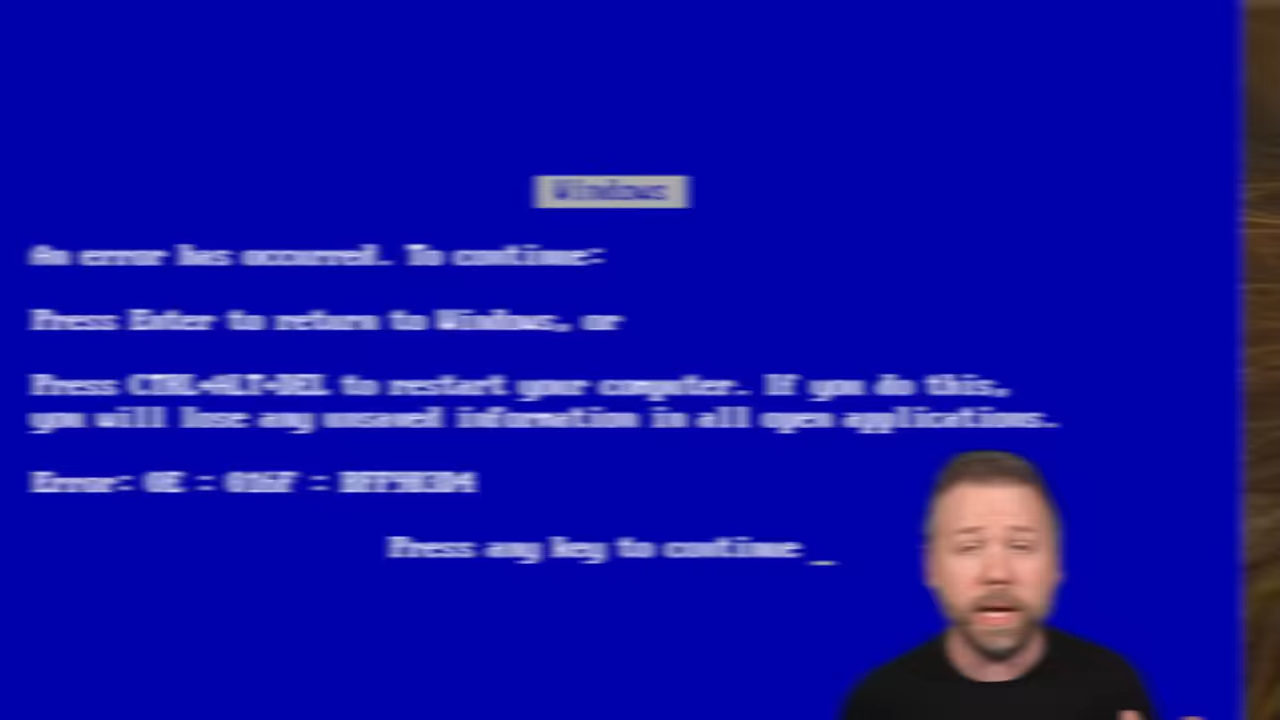 Windows
An error has occurred. To continue:
Press Enter to return to Windows, or
Press CTRL+ALT+DEL to restart your computer. If you do this,
you will lose any unsaved information in all open applications.
Error: 0E : 016F :
Press any key to continue _